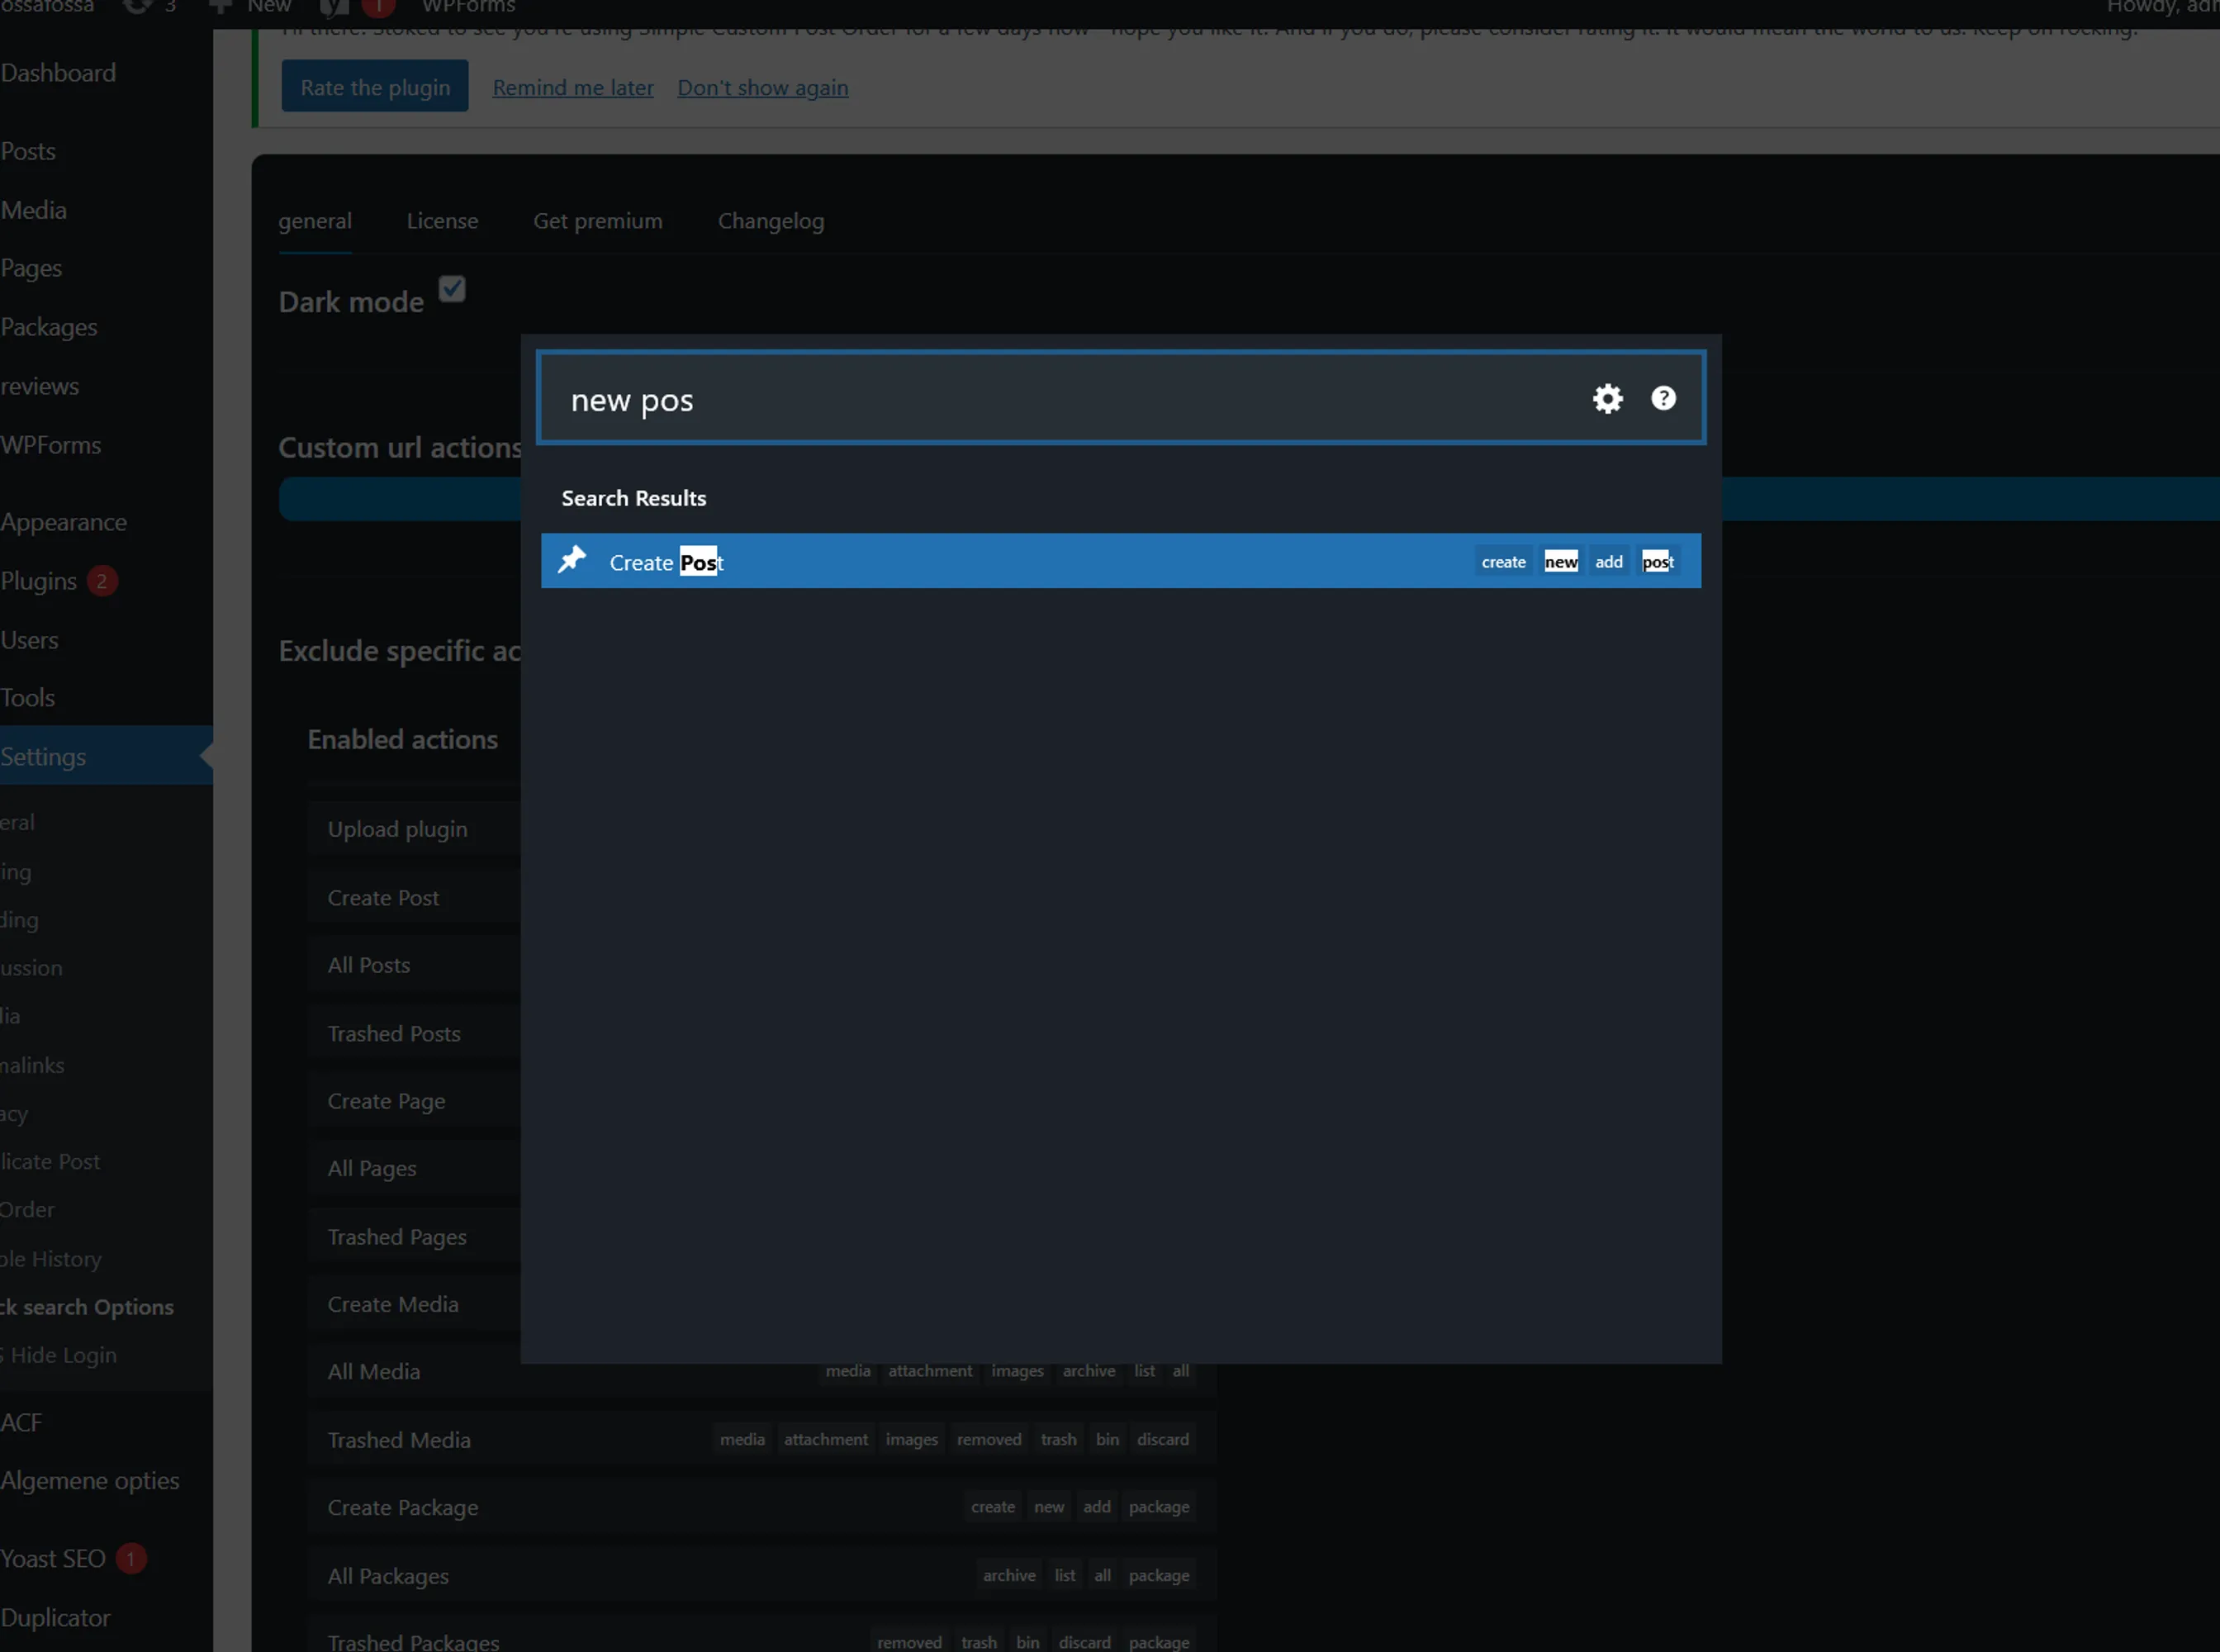 ossafossa 3 New 1 WPForms Howdy, adm
Hi there! Stoked to see you're using Simple Custom Post Order for a few days now - hope you like it! And if you do, please consider rating it. It would mean the world to us. Keep on rocking!
Rate the plugin Remind me later Don't show again
Dashboard
Posts
Media
Pages
Packages
reviews
WPForms
Appearance
Plugins 2
Users
Tools
Settings
eral
ing
ding
ussion
lia
malinks
acy
licate Post
Order
ple History
ck search Options
S Hide Login
ACF
Algemene opties
Yoast SEO 1
Duplicator
general License Get premium Changelog
Dark mode
Custom url actions
Exclude specific ac
Enabled actions
Upload plugin
Create Post
All Posts
Trashed Posts
Create Page
All Pages
Trashed Pages
Create Media
All Media media attachment images archive list all
Trashed Media media attachment images removed trash bin discard
Create Package create new add package
All Packages archive list all package
Trashed Packages removed trash bin discard package
new pos
Search Results
Create Post create new add post